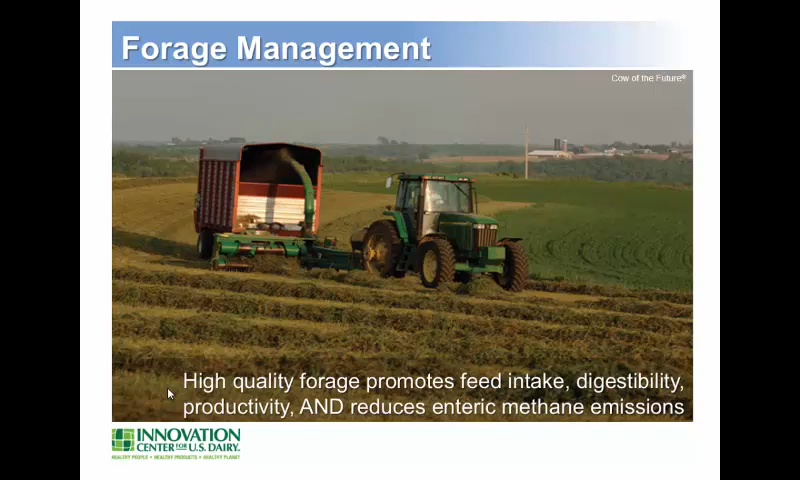 Forage Management
Cow of the Future®
High quality forage promotes feed intake, digestibility,
productivity, AND reduces enteric methane emissions
INNOVATION
CENTER FOR U.S. DAIRY.
HEALTHY PEOPLE • HEALTHY PRODUCTS • HEALTHY PLANET